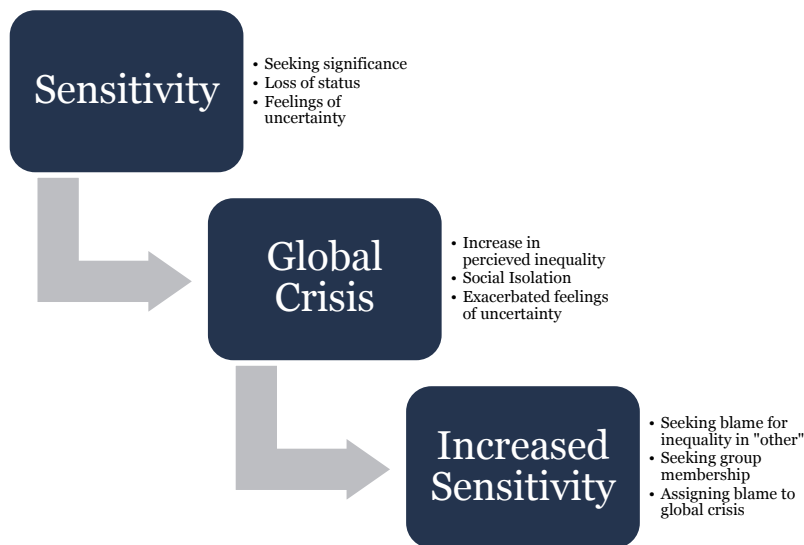 Sensitivity
• Seeking significance
• Loss of status
• Feelings of
uncertainty
Global
Crisis
• Increase in
percieved inequality
• Social Isolation
• Exacerbated feelings
of uncertainty
Increased
Sensitivity
• Seeking blame for
inequality in "other"
• Seeking group
membership
• Assigning blame to
global crisis